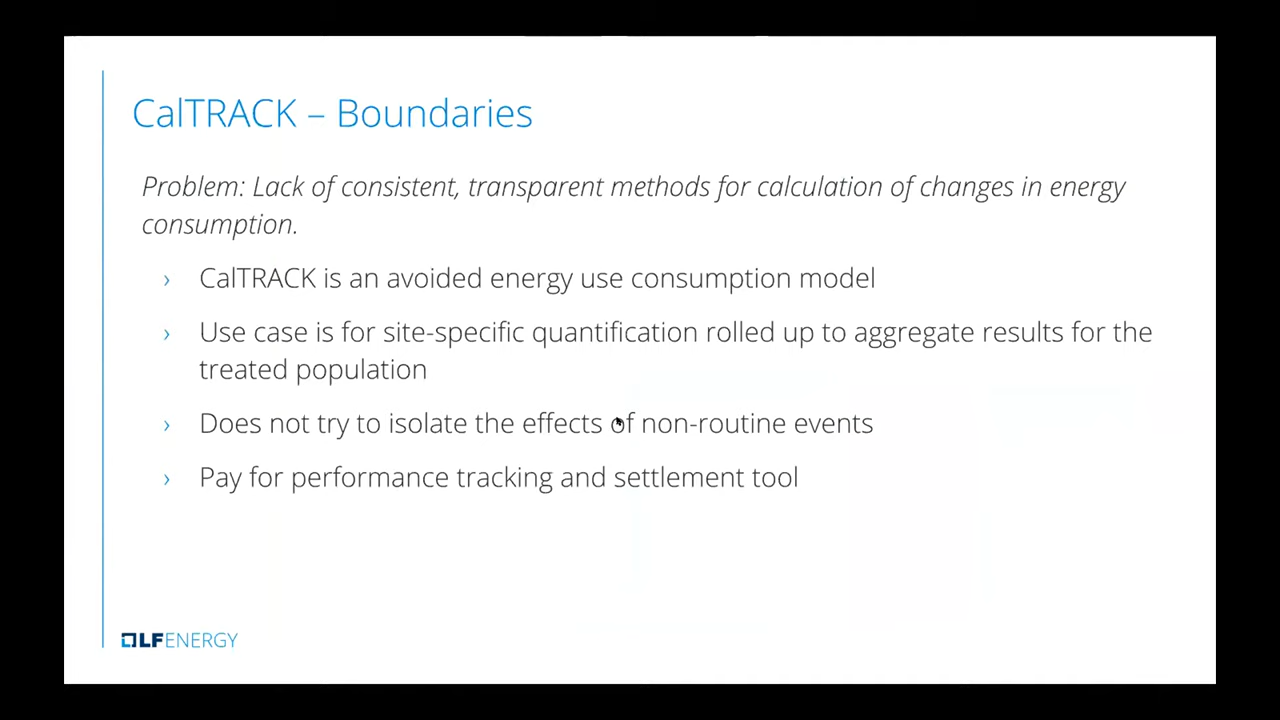 CalTRACK – Boundaries
Problem: Lack of consistent, transparent methods for calculation of changes in energy
consumption.
› CalTRACK is an avoided energy use consumption model
› Use case is for site-specific quantification rolled up to aggregate results for the
treated population
› Does not try to isolate the effects of non-routine events
› Pay for performance tracking and settlement tool
LFENERGY